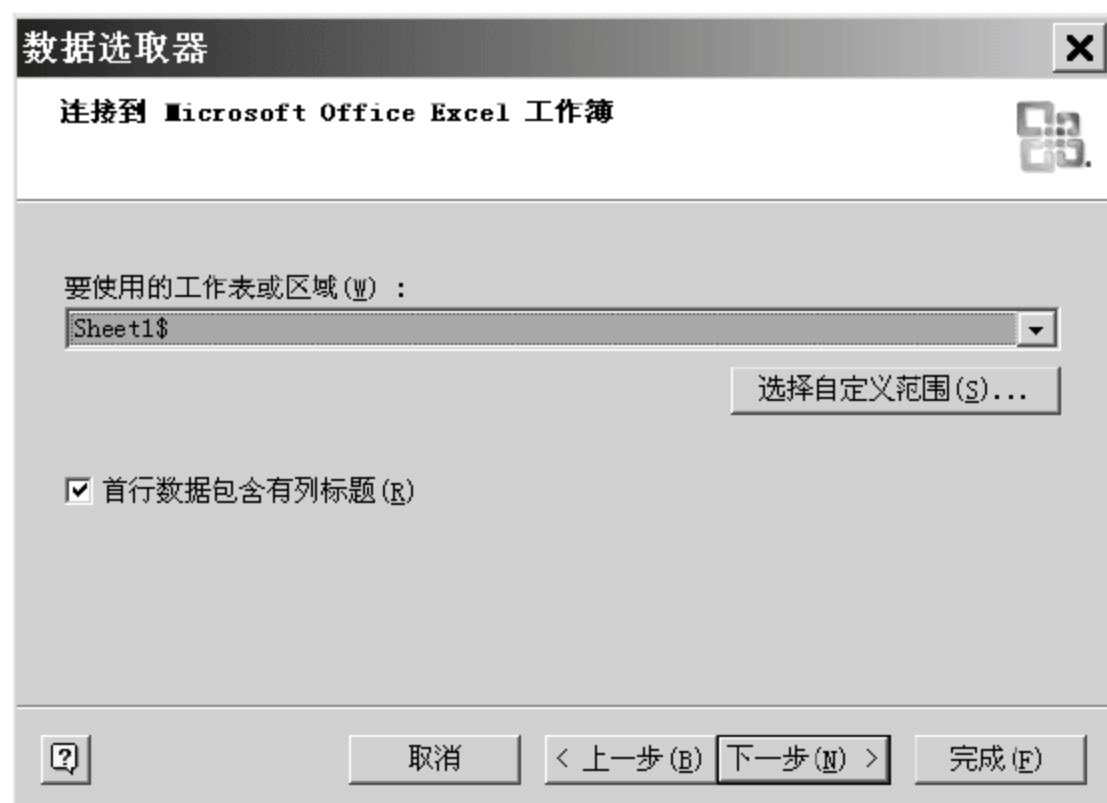 数据选取器
连接到 Microsoft Office Excel 工作簿
要使用的工作表或区域(W) :
Sheet1$
选择自定义范围(S)...
首行数据包含有列标题(R)
取消 < 上一步(B) 下一步(N) > 完成(F)